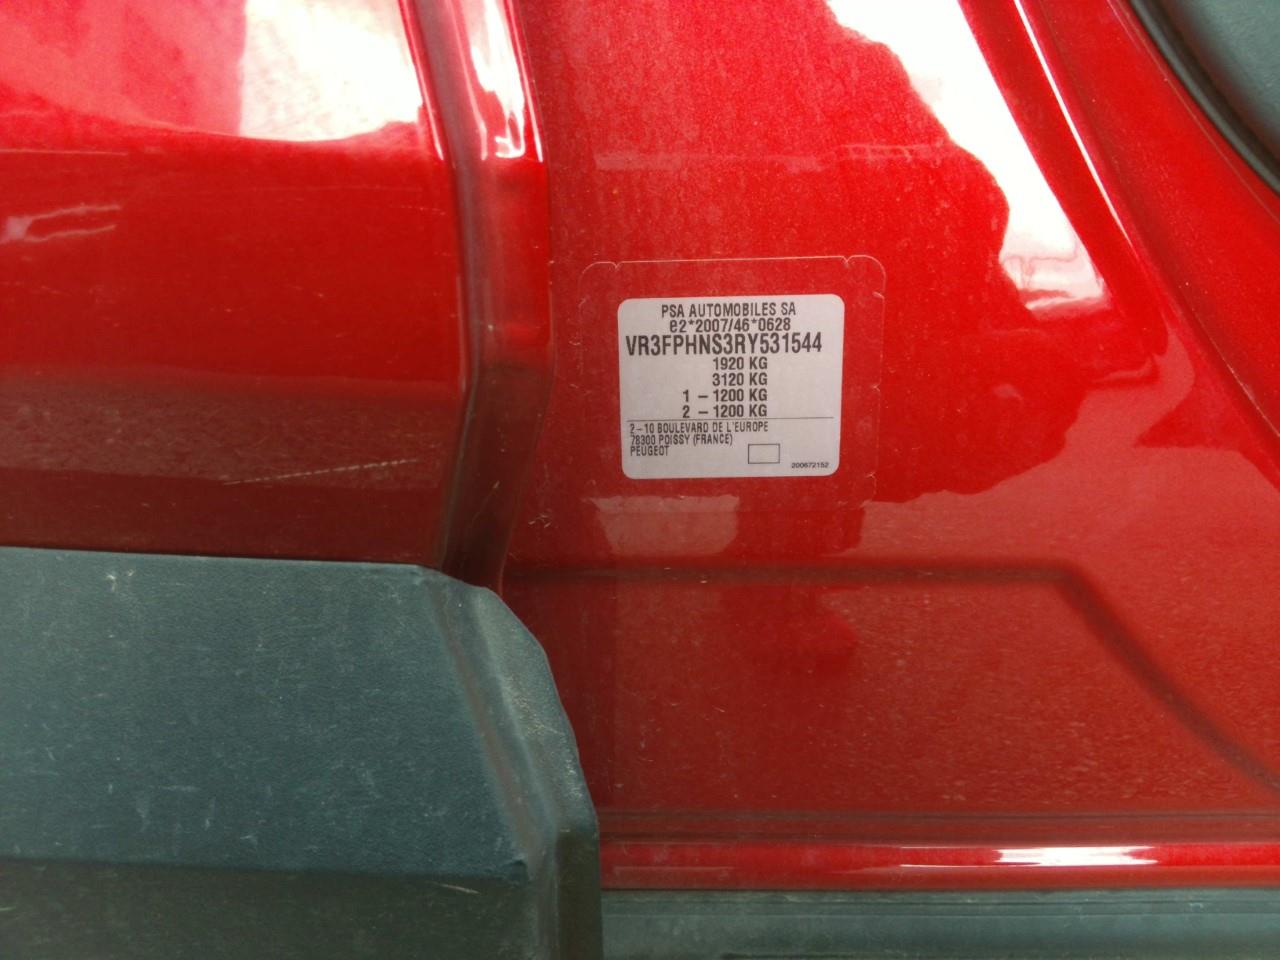 PSA AUTOMOBILES SA
e2*2007/46*0628
VR3FPHNS3RY531544
1920 KG
3120 KG
1 – 1200 KG
2 – 1200 KG
2–10 BOULEVARD DE L'EUROPE
78300 POISSY (FRANCE)
PEUGEOT
200672152